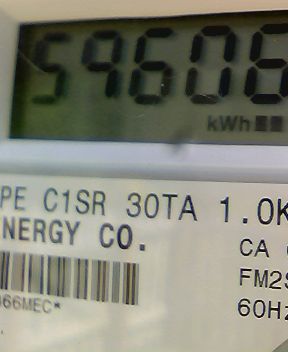 59606
kWh
PE C1SR 30TA 1.0K
NERGY CO.
CA
FM2S
66MEC*
60Hz